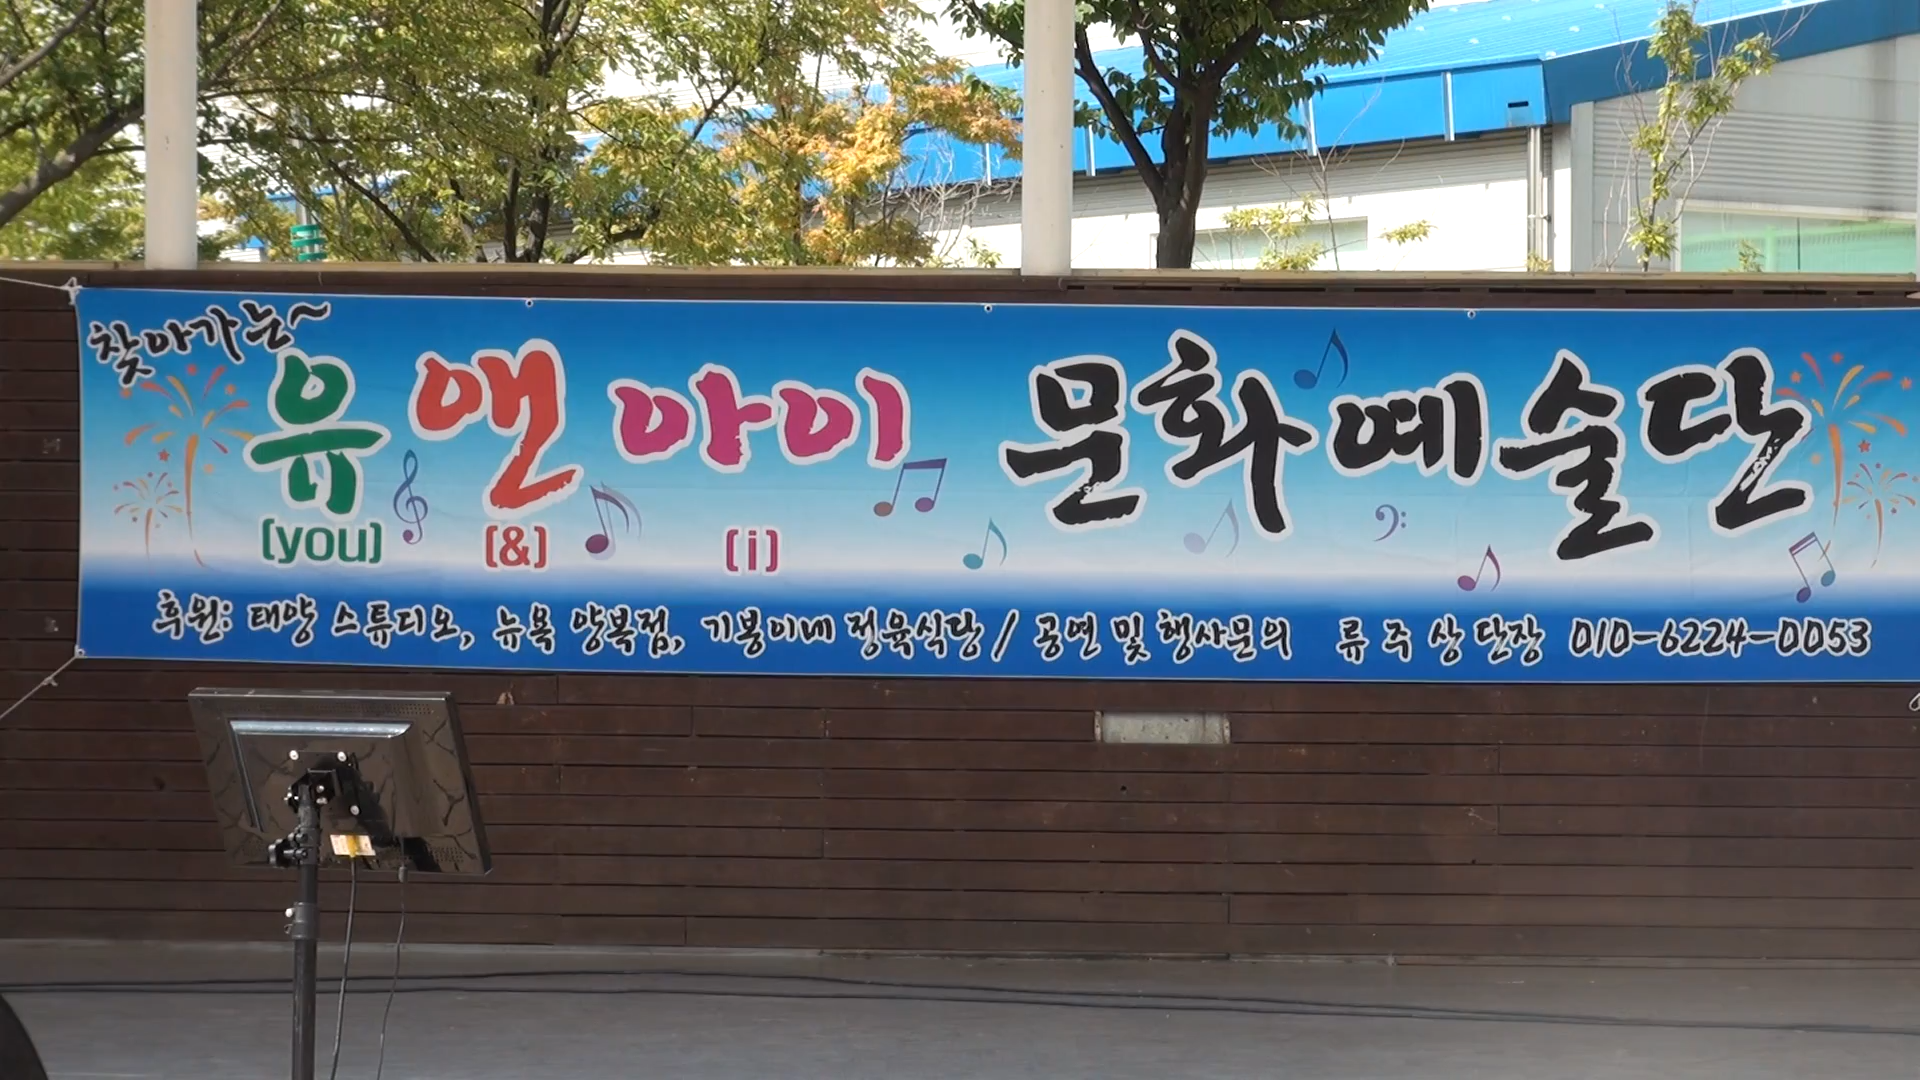 찾아가는~
유앤아이 문화예술단
(you) (&) (i)
후원: 태양 스튜디오, 뉴욕 양복점, 기봉이네 정육식당 / 공연 및 행사문의 류주상 단장 010-6224-0053